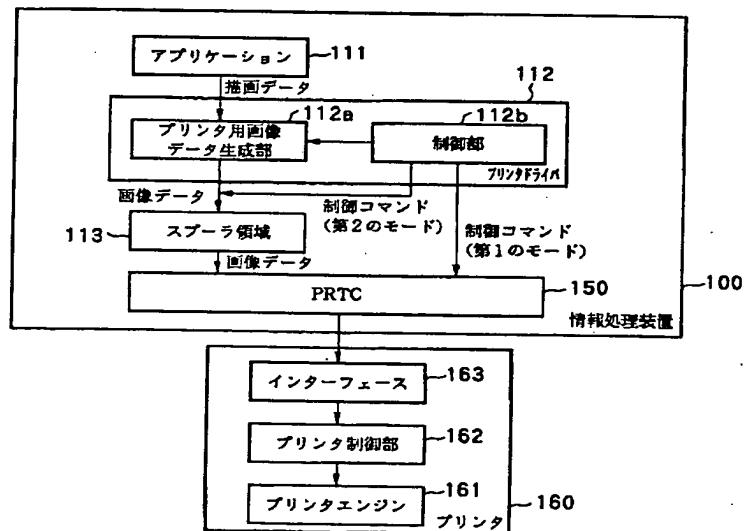 アプリケーション
111
描画データ
112
112a
112b
プリンタ用画像
データ生成部
制御部
プリンタドライバ
画像データ
制御コマンド
(第2のモード)
制御コマンド
(第1のモード)
113
スプーラ領域
画像データ
PRTC
150
100
情報処理装置
インターフェース
163
プリンタ制御部
162
プリンタエンジン
161
160
プリンタ